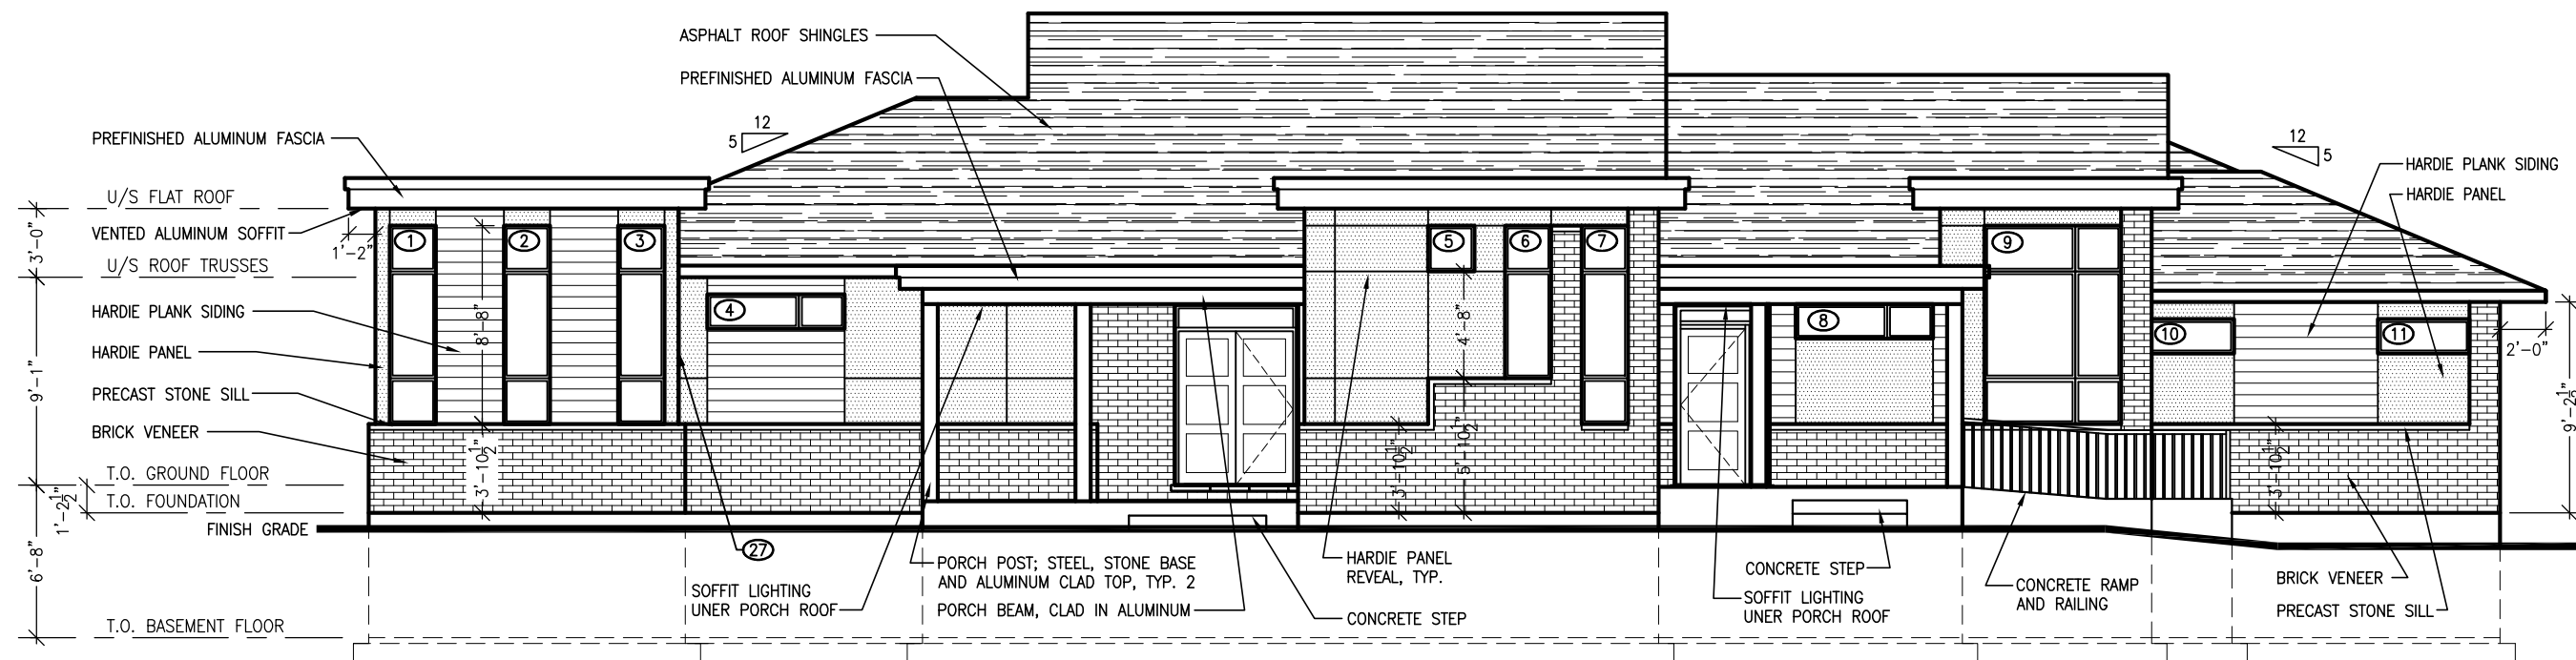 ASPHALT ROOF SHINGLES
PREFINISHED ALUMINUM FASCIA
12
5
PREFINISHED ALUMINUM FASCIA
U/S FLAT ROOF
VENTED ALUMINUM SOFFIT
1'-2"
3'-0"
U/S ROOF TRUSSES
HARDIE PLANK SIDING
HARDIE PANEL
9'-1"
PRECAST STONE SILL
BRICK VENEER
T.O. GROUND FLOOR
T.O. FOUNDATION
1'-2½"
FINISH GRADE
6'-8"
T.O. BASEMENT FLOOR
1
2
3
4
5
6
7
8
9
10
11
27
8'-8"
3'-10½"
4'-8"
3'-10½"
5'-10½"
3'-10½"
12
5
HARDIE PLANK SIDING
HARDIE PANEL
2'-0"
9'-2½"
SOFFIT LIGHTING
UNER PORCH ROOF
PORCH POST; STEEL, STONE BASE
AND ALUMINUM CLAD TOP, TYP. 2
PORCH BEAM, CLAD IN ALUMINUM
HARDIE PANEL
REVEAL, TYP.
CONCRETE STEP
CONCRETE STEP
SOFFIT LIGHTING
UNER PORCH ROOF
CONCRETE RAMP
AND RAILING
BRICK VENEER
PRECAST STONE SILL